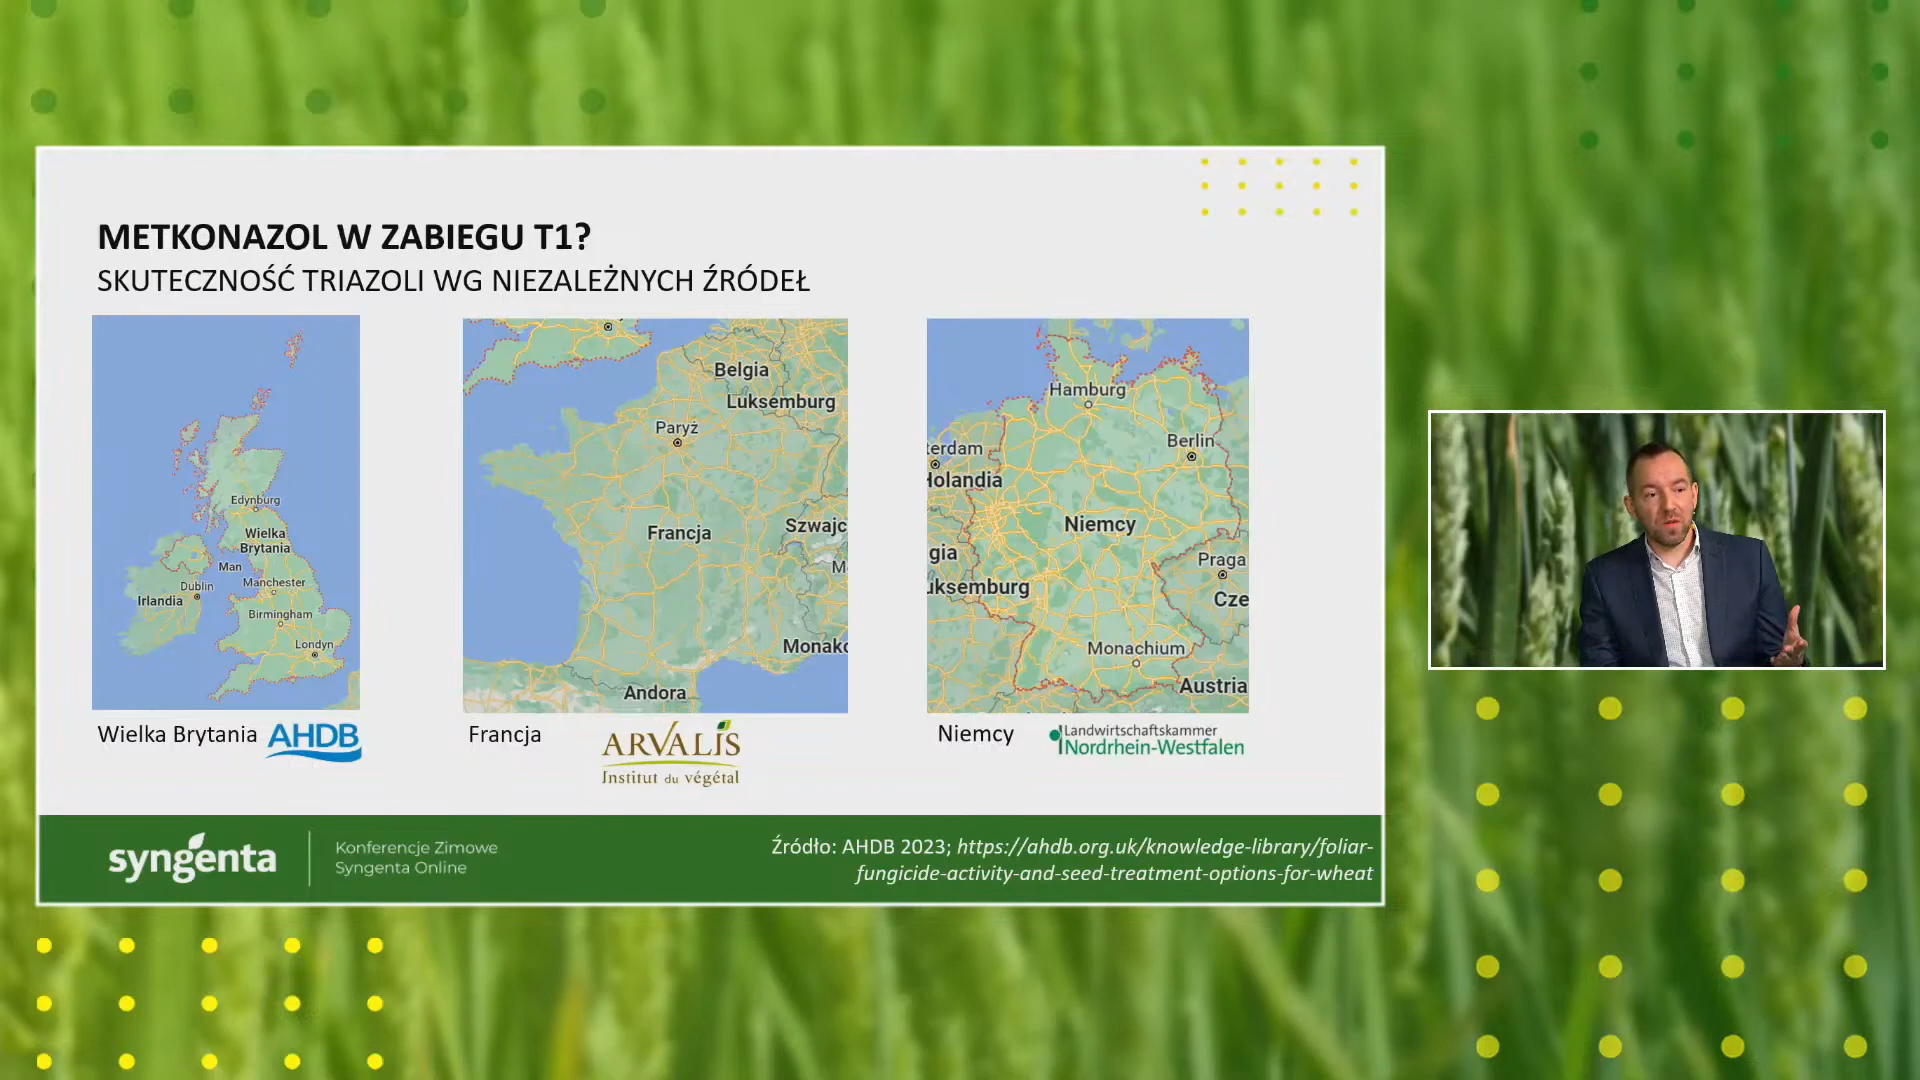 METKONAZOL W ZABIEGU T1?
SKUTECZNOŚĆ TRIAZOLI WG NIEZALEŻNYCH ŹRÓDEŁ
Edynburg
Wielka
Brytania
Man
Dublin
Manchester
Irlandia
Birmingham
Londyn
Belgia
Luksemburg
Paryż
Francja
Szwajc
Monako
Andora
Hamburg
Berlin
terdam
Holandia
Niemcy
gia
Praga
uksemburg
Cze
Monachium
Austria
Wielka Brytania AHDB
Francja
ARVALIS
Institut du végétal
Niemcy
Landwirtschaftskammer
Nordrhein-Westfalen
syngenta
Konferencje Zimowe
Syngenta Online
Źródło: AHDB 2023; https://ahdb.org.uk/knowledge-library/foliar-
fungicide-activity-and-seed-treatment-options-for-wheat